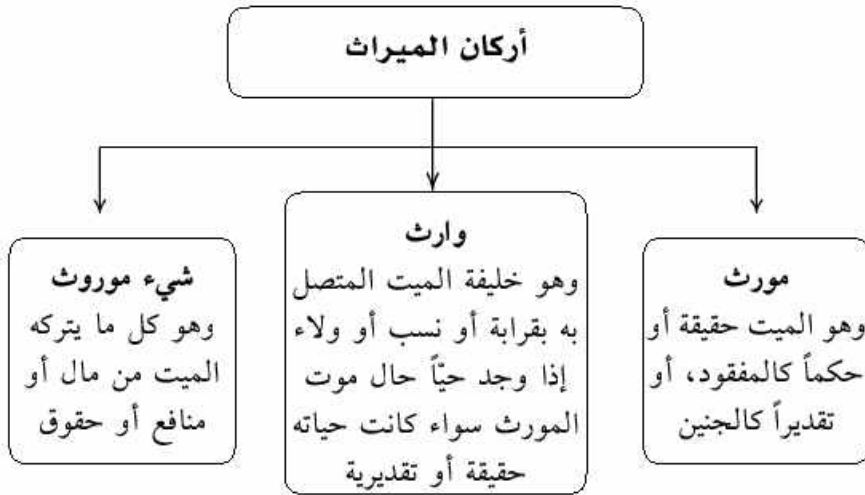 أركان الميراث
مورث
وهو الميت حقيقة أو
حكماً كالمفقود، أو
تقديراً كالجنين
وارث
وهو خليفة الميت المتصل
به بقرابة أو نسب أو ولاء
إذا وجد حيّاً حال موت
المورث سواء كانت حياته
حقيقة أو تقديرية
شيء موروث
وهو كل ما يتركه
الميت من مال أو
منافع أو حقوق